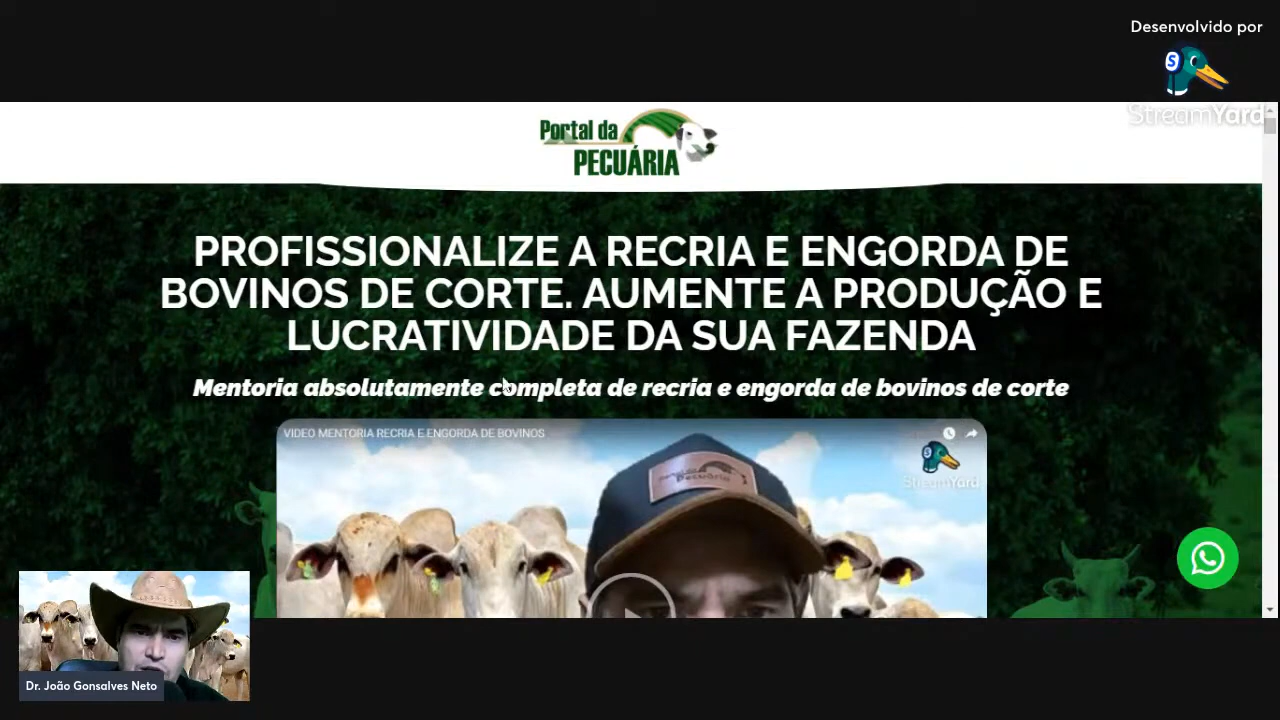 Desenvolvido por
StreamYard
Portal da
PECUÁRIA
PROFISSIONALIZE A RECRIA E ENGORDA DE
BOVINOS DE CORTE. AUMENTE A PRODUÇÃO E
LUCRATIVIDADE DA SUA FAZENDA
Mentoria absolutamente completa de recria e engorda de bovinos de corte
VIDEO MENTORIA RECRIA E ENGORDA DE BOVINOS
StreamYard
Pecuária
Dr. João Gonsalves Neto